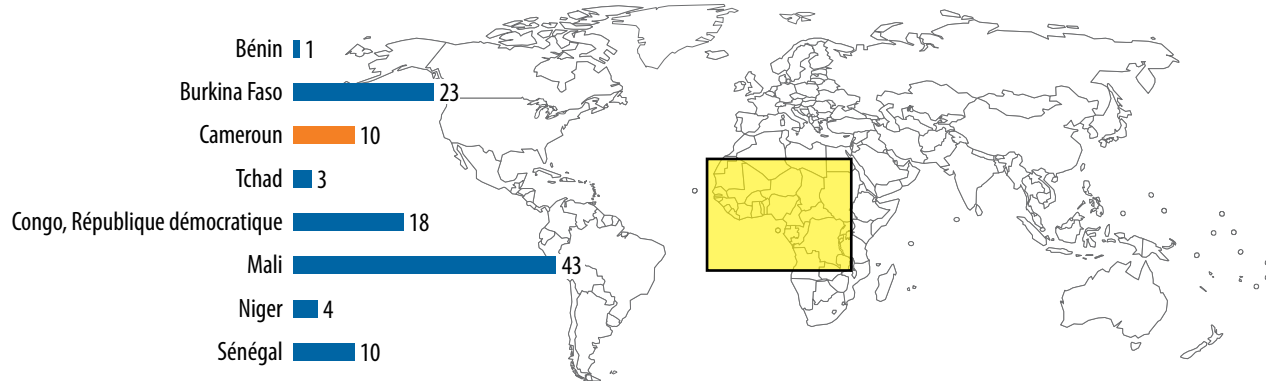 Bénin 1
Burkina Faso 23
Cameroun 10
Tchad 3
Congo, République démocratique 18
Mali 43
Niger 4
Sénégal 10